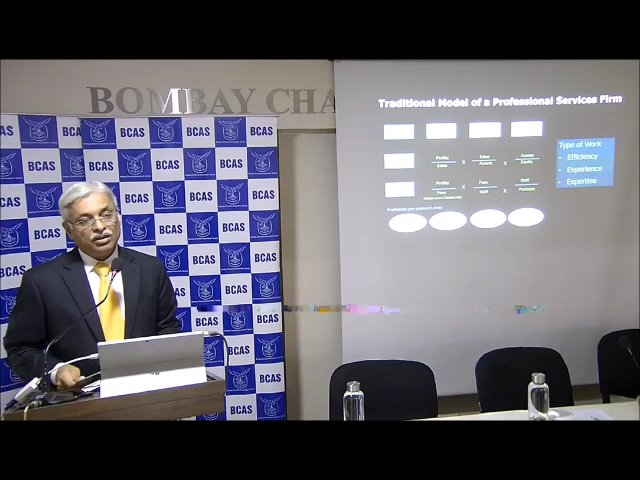 BOMBAY CHA
BCAS
Traditional Model of a Professional Services Firm
Type of Work
Profits Sales Assets
Sales X Assets X Equity
- Efficiency
- Experience
Profits Fees Staff
Fees X Staff X Partners
- Expertise